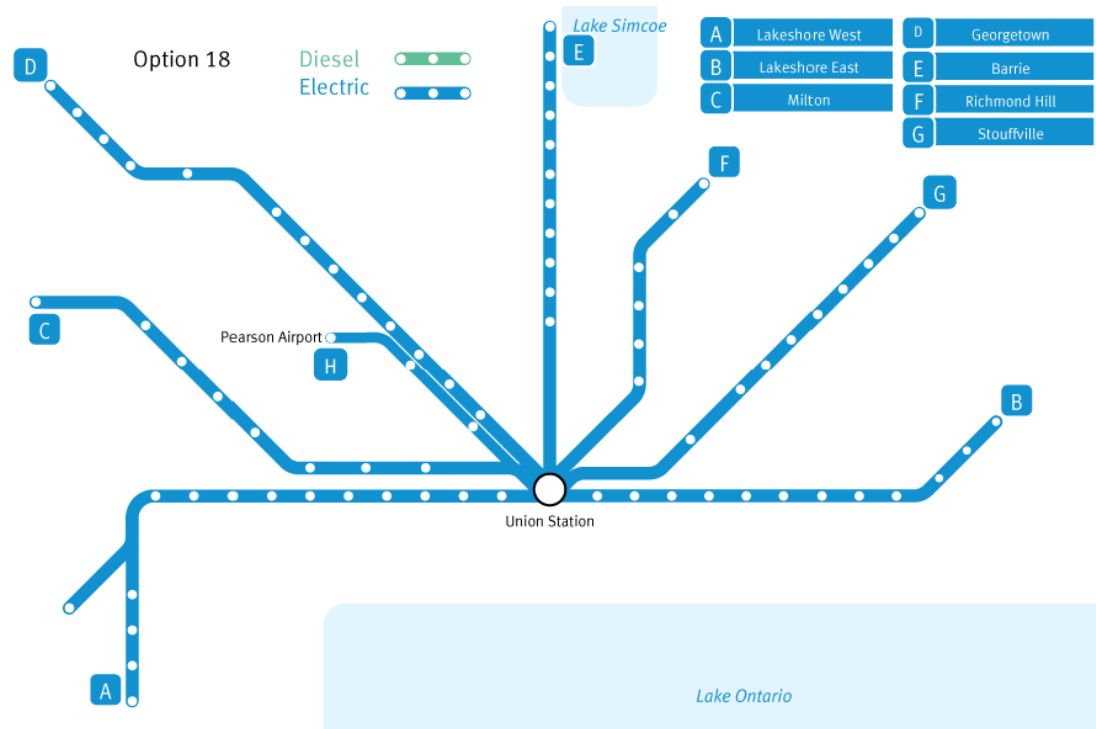 Option 18
Diesel
Electric
Lake Simcoe
A Lakeshore West
B Lakeshore East
C Milton
D Georgetown
E Barrie
F Richmond Hill
G Stouffville
D
E
F
G
C
Pearson Airport
H
B
Union Station
A
Lake Ontario